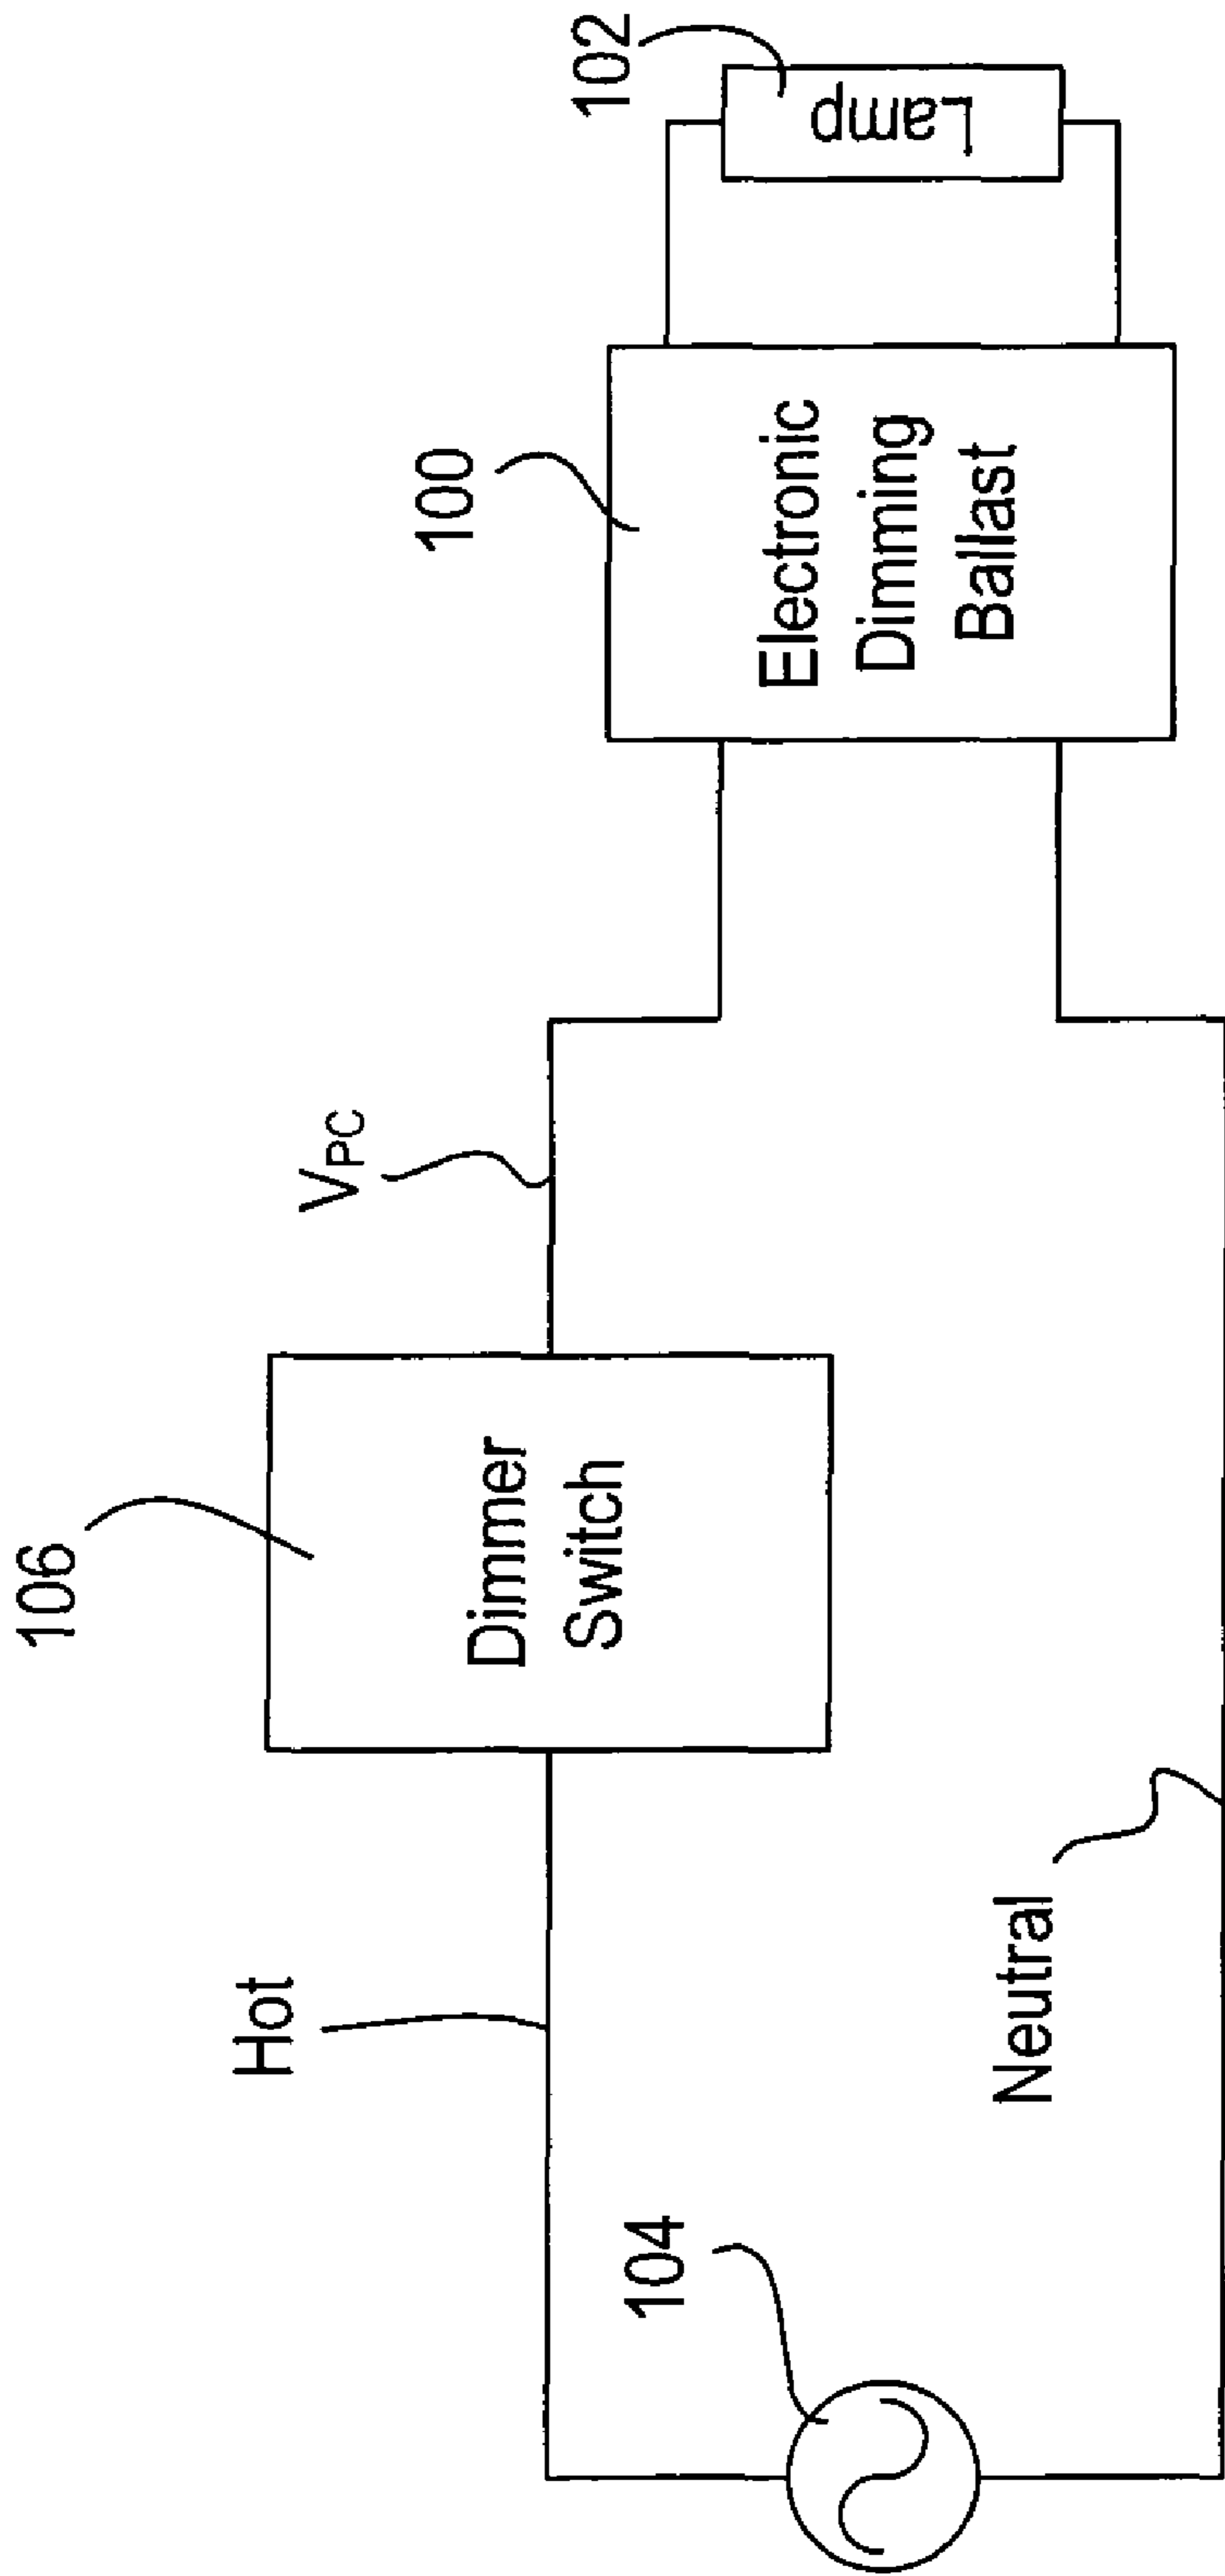 106
Hot
V_PC
Dimmer
Switch
100
102
104
Electronic
Dimming
Ballast
Lamp
Neutral